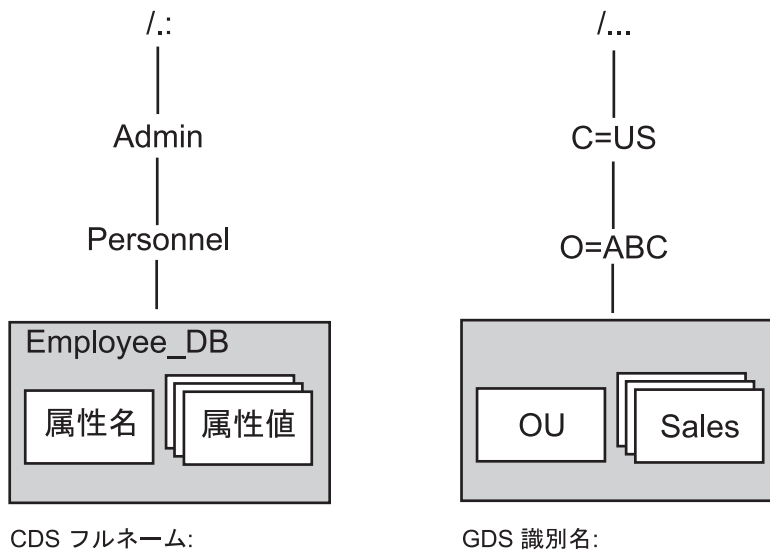 /.:
Admin
Personnel
Employee_DB
属性名
属性値
CDS フルネーム:
/...
C=US
O=ABC
OU
Sales
GDS 識別名: